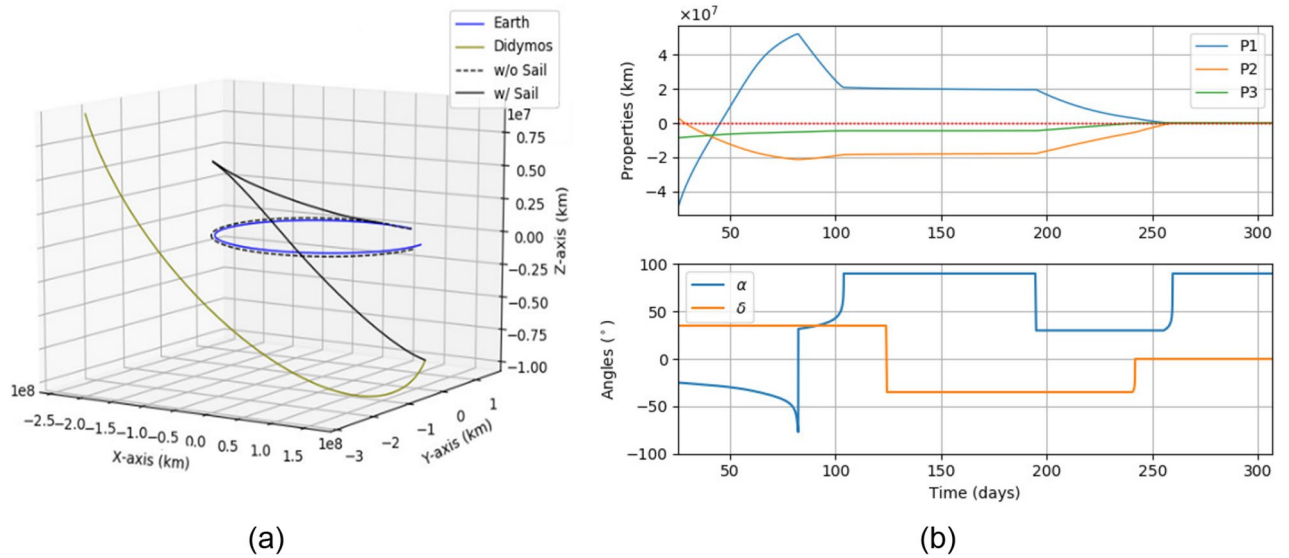 Earth
Didymos
w/o Sail
w/ Sail
1e7
0.75
0.50
0.25
0.00
−0.25
−0.50
−0.75
−1.00
Z-axis (km)
1e8
−2.5−2.0−1.5−1.0−0.5 0.0 0.5 1.0 1.5
X-axis (km)
1e8
−3 −2 −1 0 1
Y-axis (km)
(a)
×10⁷
4
2
0
−2
−4
Properties (km)
P1
P2
P3
50 100 150 200 250 300
100
50
0
−50
−100
Angles (°)
α
δ
50 100 150 200 250 300
Time (days)
(b)